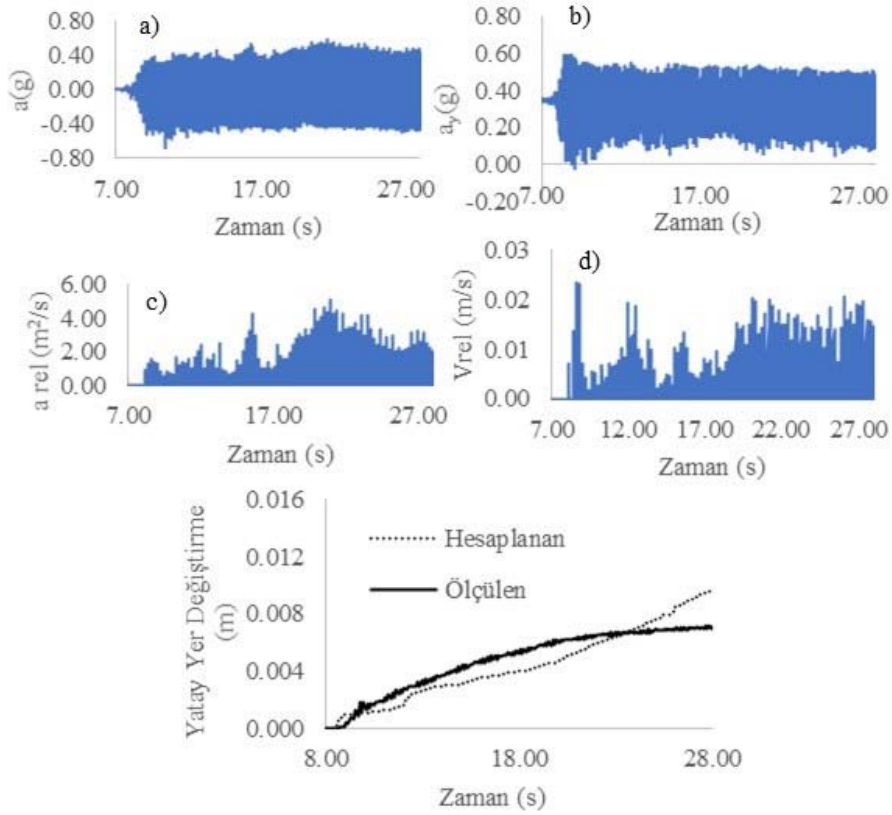 a)
0.80
0.40
0.00
-0.40
-0.80
a(g)
7.00 17.00 27.00
Zaman (s)
b)
0.80
0.60
0.40
0.20
0.00
-0.20
ay(g)
7.00 17.00 27.00
Zaman (s)
c)
6.00
4.00
2.00
0.00
a rel (m²/s)
7.00 17.00 27.00
Zaman (s)
d)
0.03
0.02
0.01
0.00
Vrel (m/s)
7.00 12.00 17.00 22.00 27.00
Zaman (s)
0.016
0.012
0.008
0.004
0.000
Yatay Yer Değiştirme
(m)
Hesaplanan
Ölçülen
8.00 18.00 28.00
Zaman (s)